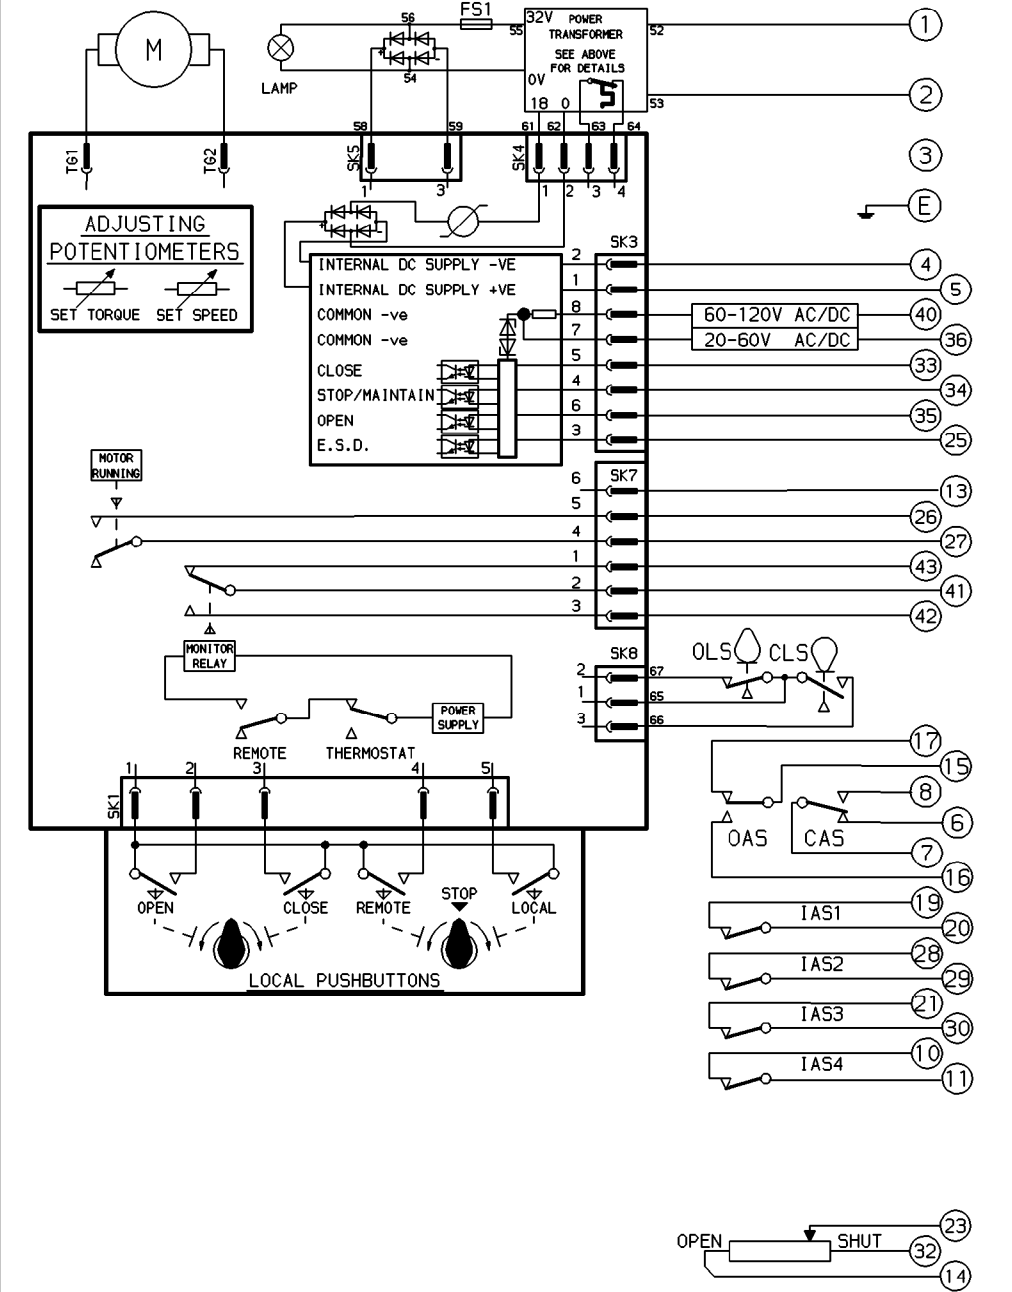 56
FS1
55
32V
POWER
TRANSFORMER
SEE ABOVE
FOR DETAILS
0V
18 0
52
53
1
2
M
LAMP
+
-
54
58 59
61 62 63 64
TG1
TG2
SK5
1 3
SK4
1 2 3 4
3
E
ADJUSTING
POTENTIOMETERS
SET TORQUE SET SPEED
+
-
SK3
INTERNAL DC SUPPLY -VE
2
4
INTERNAL DC SUPPLY +VE
1
5
COMMON -ve
8
60-120V AC/DC
40
COMMON -ve
7
20-60V AC/DC
36
CLOSE
5
33
STOP/MAINTAIN
4
34
OPEN
6
35
E.S.D.
3
25
MOTOR
RUNNING
SK7
6
13
5
26
4
27
1
43
2
41
3
42
MONITOR
RELAY
SK8
2
67
OLS
CLS
1
65
3
66
POWER
SUPPLY
REMOTE
THERMOSTAT
17
15
8
6
OAS
CAS
7
16
SK1
1 2 3 4 5
OPEN
CLOSE
REMOTE
STOP
LOCAL
LOCAL PUSHBUTTONS
19
IAS1
20
28
IAS2
29
21
IAS3
30
10
IAS4
11
23
OPEN
SHUT
32
14